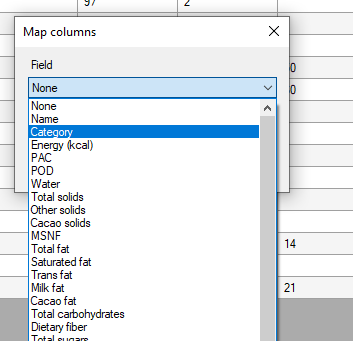 97 2
Map columns
Field
None
None
Name
Category
Energy (kcal)
PAC
POD
Water
Total solids
Other solids
Cacao solids
MSNF
Total fat
14
Saturated fat
Trans fat
Milk fat
21
Cacao fat
Total carbohydrates
Dietary fiber
Total sugars